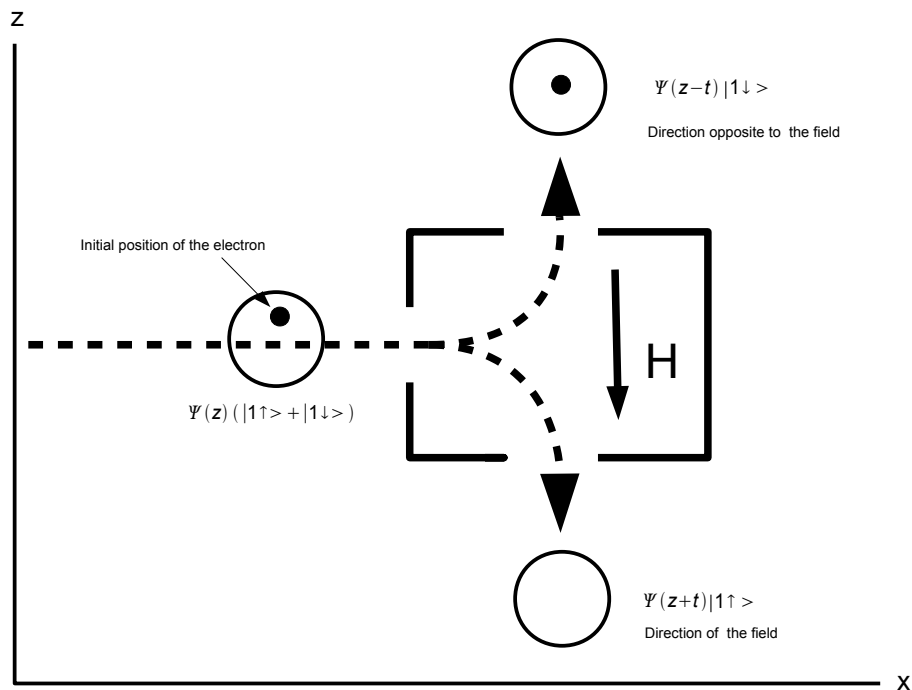 z
Ψ(z−t) |1↓>
Direction opposite to the field
Initial position of the electron
H
Ψ(z) (|1↑> + |1↓>)
Ψ(z+t) |1↑>
Direction of the field
x